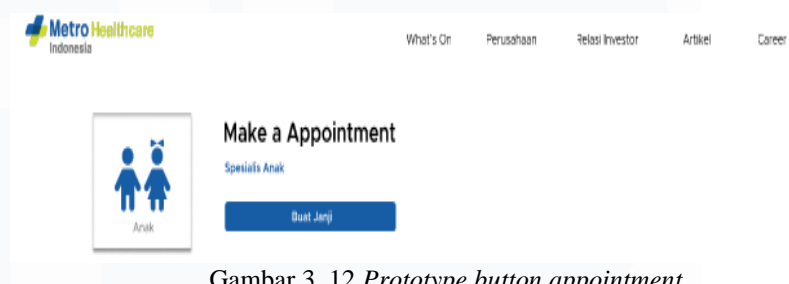 Metro Healthcare
Indonesia
What's On Perusahaan Relasi Investor Artikel Career
Make a Appointment
Spesialis Anak
Buat Janji
Anak
Gambar 3. 12 Prototype button appointment